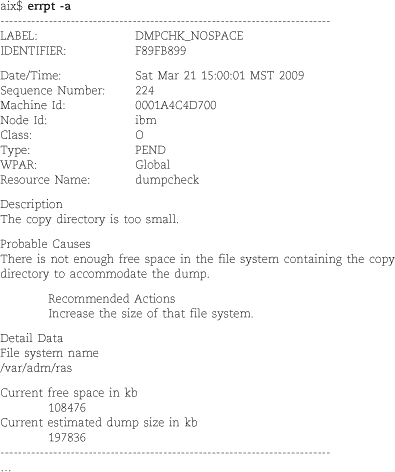 aix$ errpt -a
---------------------------------------------------------------------------
LABEL: DMPCHK_NOSPACE
IDENTIFIER: F89FB899
Date/Time: Sat Mar 21 15:00:01 MST 2009
Sequence Number: 224
Machine Id: 0001A4C4D700
Node Id: ibm
Class: O
Type: PEND
WPAR: Global
Resource Name: dumpcheck
Description
The copy directory is too small.
Probable Causes
There is not enough free space in the file system containing the copy
directory to accommodate the dump.
Recommended Actions
Increase the size of that file system.
Detail Data
File system name
/var/adm/ras
Current free space in kb
108476
Current estimated dump size in kb
197836
---------------------------------------------------------------------------
...